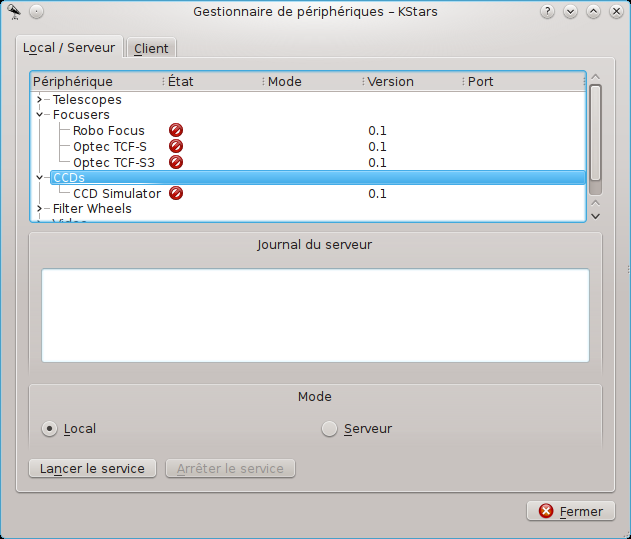 Gestionnaire de périphériques – KStars
Local / Serveur Client
Périphérique État Mode Version Port
Telescopes
Focusers
Robo Focus 0.1
Optec TCF-S 0.1
Optec TCF-S3 0.1
CCDs
CCD Simulator 0.1
Filter Wheels
Video
Journal du serveur
Mode
Local Serveur
Lancer le service Arrêter le service
Fermer